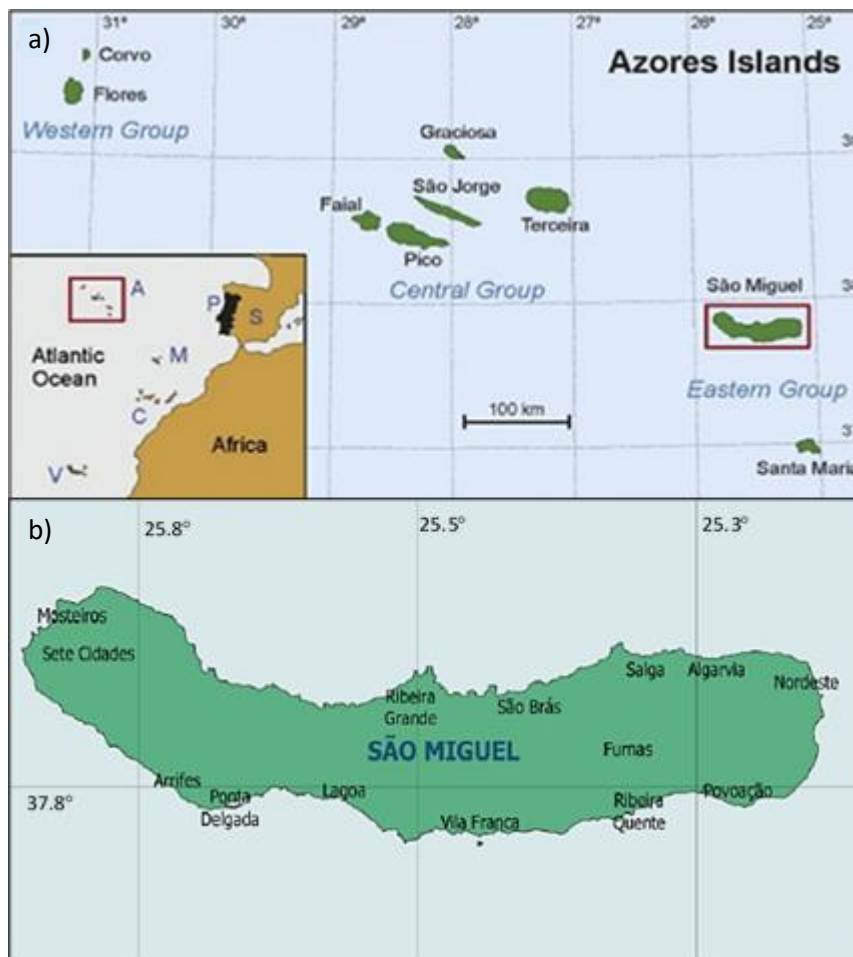 31°
30°
29°
28°
27°
26°
25°
a)
Corvo
Flores
Western Group
Azores Islands
Graciosa
São Jorge
Faial
Terceira
Pico
Central Group
São Miguel
Eastern Group
100 km
37
Santa Maria
A
P
S
Atlantic
Ocean
M
C
Africa
V
b)
25.8°
25.5°
25.3°
Mosteiros
Sete Cidades
Salga
Algarvia
Nordeste
Ribeira
Grande
São Brás
SÃO MIGUEL
Furnas
Arrifes
Ponta
Delgada
Lagoa
Vila Franca
Ribeira
Quente
Povoação
37.8°